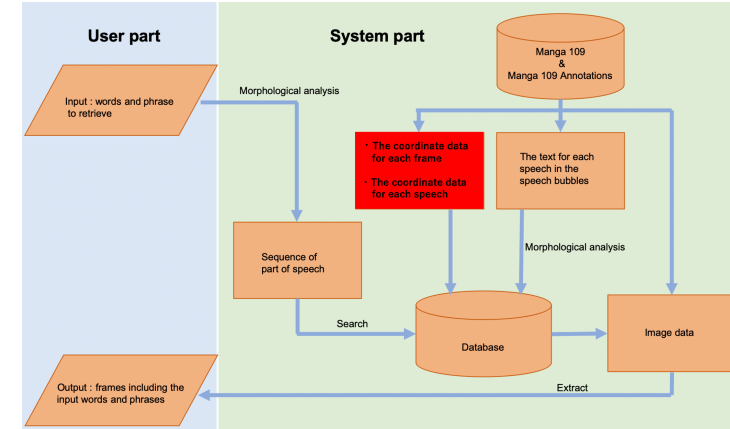 User part
System part
Manga 109
&
Manga 109 Annotations
Input : words and phrase
to retrieve
Morphological analysis
・The coordinate data
for each frame
・The coordinate data
for each speech
The text for each
speech in the
speech bubbles
Sequence of
part of speech
Morphological analysis
Search
Database
Image data
Output : frames including the
input words and phrases
Extract